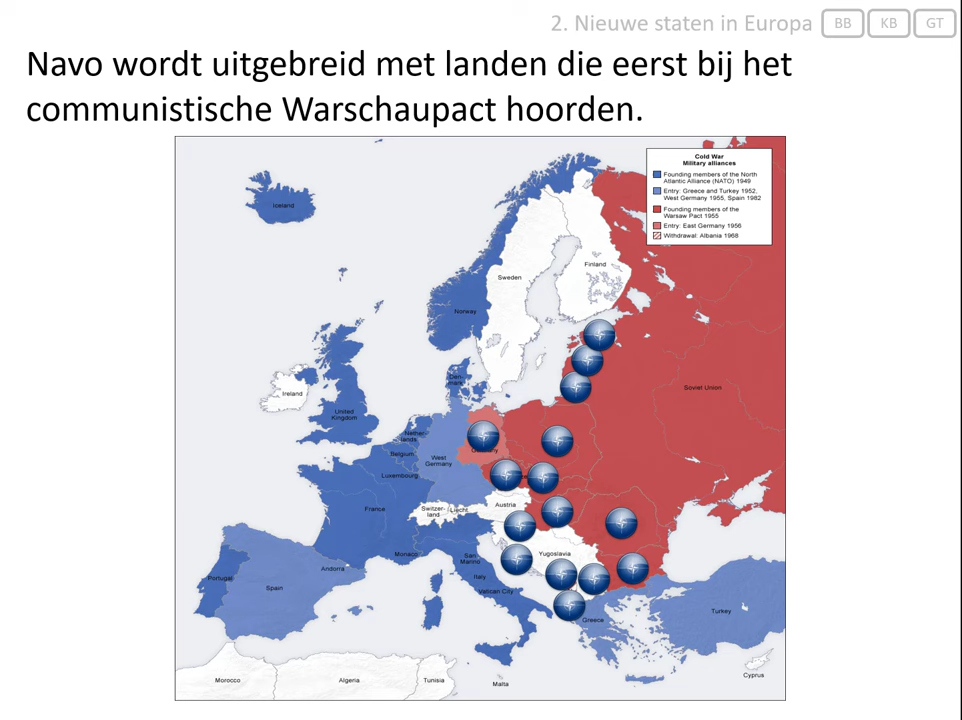 2. Nieuwe staten in Europa BB KB GT
Navo wordt uitgebreid met landen die eerst bij het
communistische Warschaupact hoorden.
Cold War
Military alliances
Founding members of the North
Atlantic Alliance (NATO) 1949
Entry: Greece and Turkey 1952,
West Germany 1955, Spain 1982
Founding members of the
Warsaw Pact 1955
Entry: East Germany 1956
Withdrawal: Albania 1968
Iceland
Finland
Sweden
Norway
Den-
mark
Soviet Union
Ireland
United
Kingdom
Nether-
lands
Belgium
West
Germany
Luxembourg
France
Switzer-
land
Liecht.
Austria
Monaco
San
Marino
Yugoslavia
Andorra
Italy
Portugal
Spain
Vatican City
Greece
Turkey
Morocco
Algeria
Tunisia
Malta
Cyprus